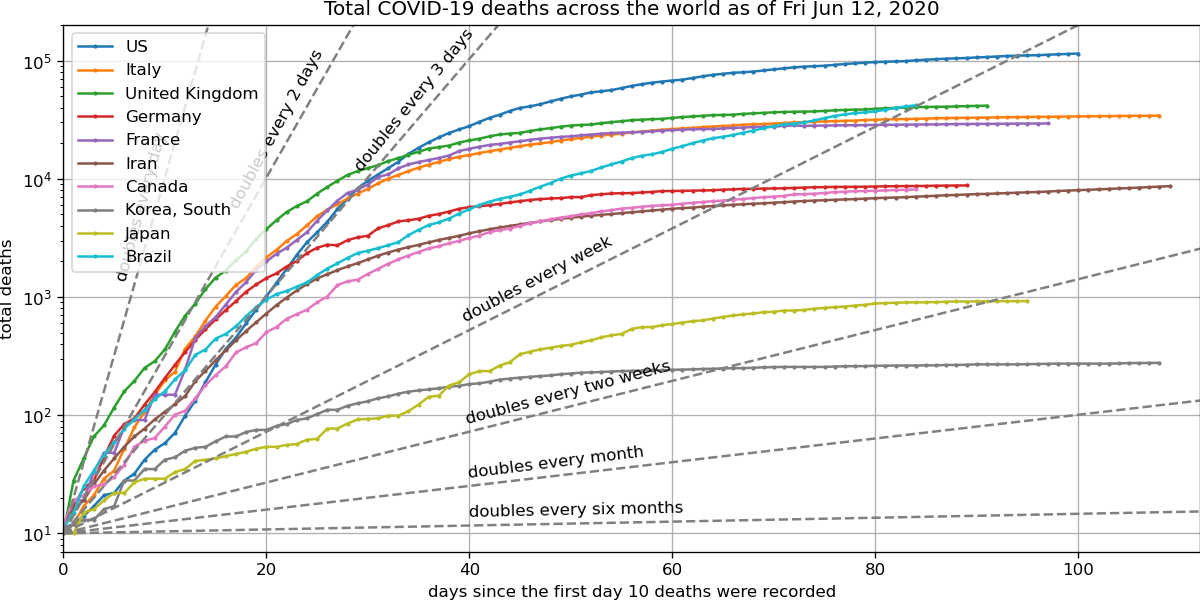 Total COVID-19 deaths across the world as of Fri Jun 12, 2020
US
Italy
United Kingdom
Germany
France
Iran
Canada
Korea, South
Japan
Brazil
doubles every day
doubles every 2 days
doubles every 3 days
doubles every week
doubles every two weeks
doubles every month
doubles every six months
total deaths
10⁵
10⁴
10³
10²
10¹
0 20 40 60 80 100
days since the first day 10 deaths were recorded